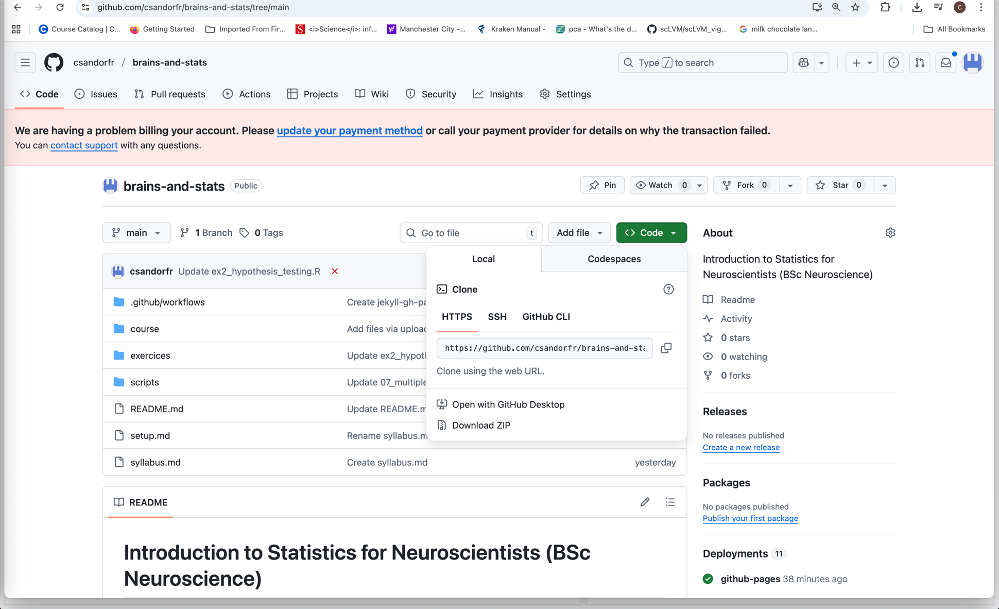 github.com/csandorfr/brains-and-stats/tree/main
C
Course Catalog | C...
Getting Started
Imported From Fir...
<i>Science</i>: inf...
Manchester City -...
Kraken Manual -
pca - What's the d...
scLVM/scLVM_vig...
milk chocolate lan...
All Bookmarks
csandorfr / brains-and-stats
Type / to search
Code
Issues
Pull requests
Actions
Projects
Wiki
Security
Insights
Settings
We are having a problem billing your account. Please update your payment method or call your payment provider for details on why the transaction failed.
You can contact support with any questions.
brains-and-stats Public
Pin
Watch 0
Fork 0
Star 0
main
1 Branch
0 Tags
Go to file t
Add file
Code
Local
Codespaces
Clone
HTTPS
SSH
GitHub CLI
https://github.com/csandorfr/brains-and-sta
Clone using the web URL.
Open with GitHub Desktop
Download ZIP
csandorfr Update ex2_hypothesis_testing.R
.github/workflows Create jekyll-gh-pa
course Add files via upload
exercices Update ex2_hypoth
scripts Update 07_multiple
README.md Update README.m
setup.md Rename syllabus.m
syllabus.md Create syllabus.md yesterday
README
Introduction to Statistics for Neuroscientists (BSc
Neuroscience)
About
Introduction to Statistics for
Neuroscientists (BSc Neuroscience)
Readme
Activity
0 stars
0 watching
0 forks
Releases
No releases published
Create a new release
Packages
No packages published
Publish your first package
Deployments 11
github-pages 38 minutes ago